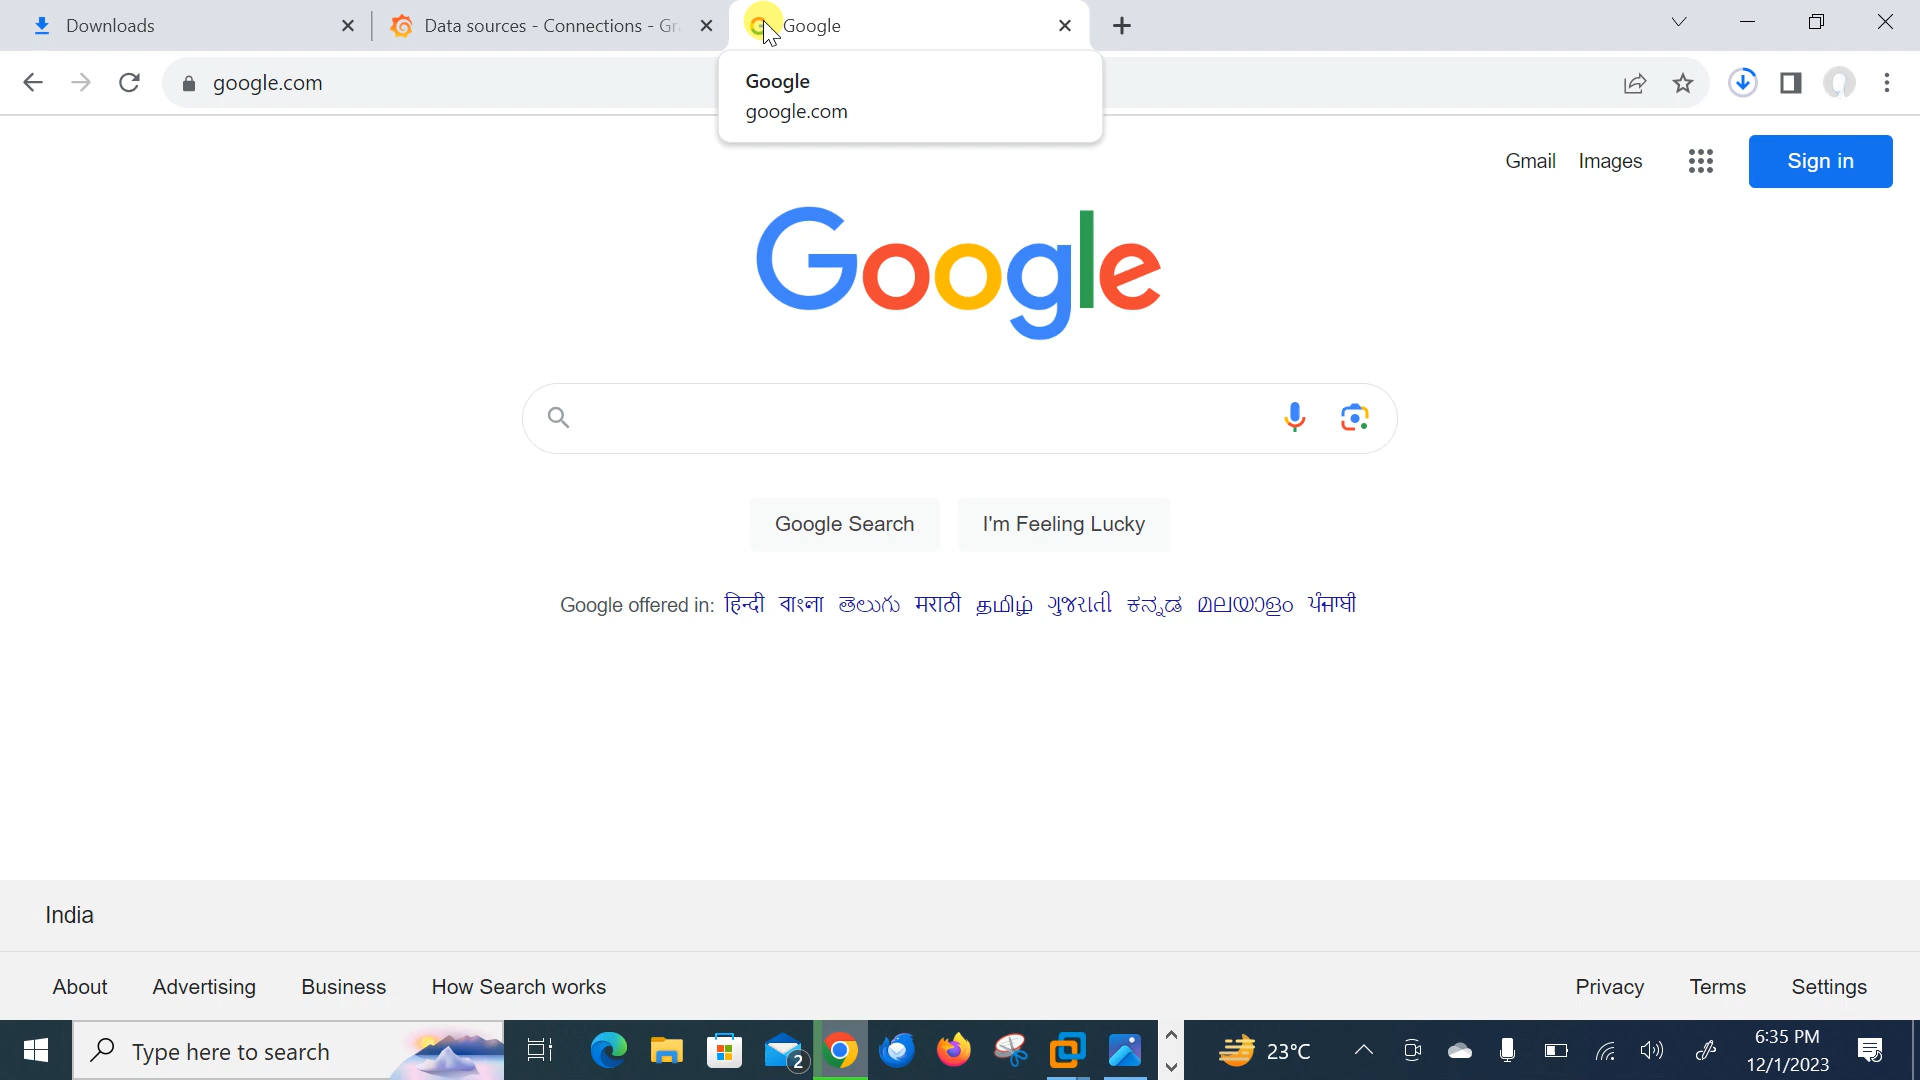 Downloads
Data sources - Connections - Gr
Google
google.com
Google
google.com
Gmail Images Sign in
Google
Google Search I'm Feeling Lucky
Google offered in: हिन्दी বাংলা తెలుగు मराठी தமிழ் ગુજરાતી ಕನ್ನಡ മലയാളം ਪੰਜਾਬੀ
India
About Advertising Business How Search works Privacy Terms Settings
Type here to search
2
23°C
6:35 PM
12/1/2023